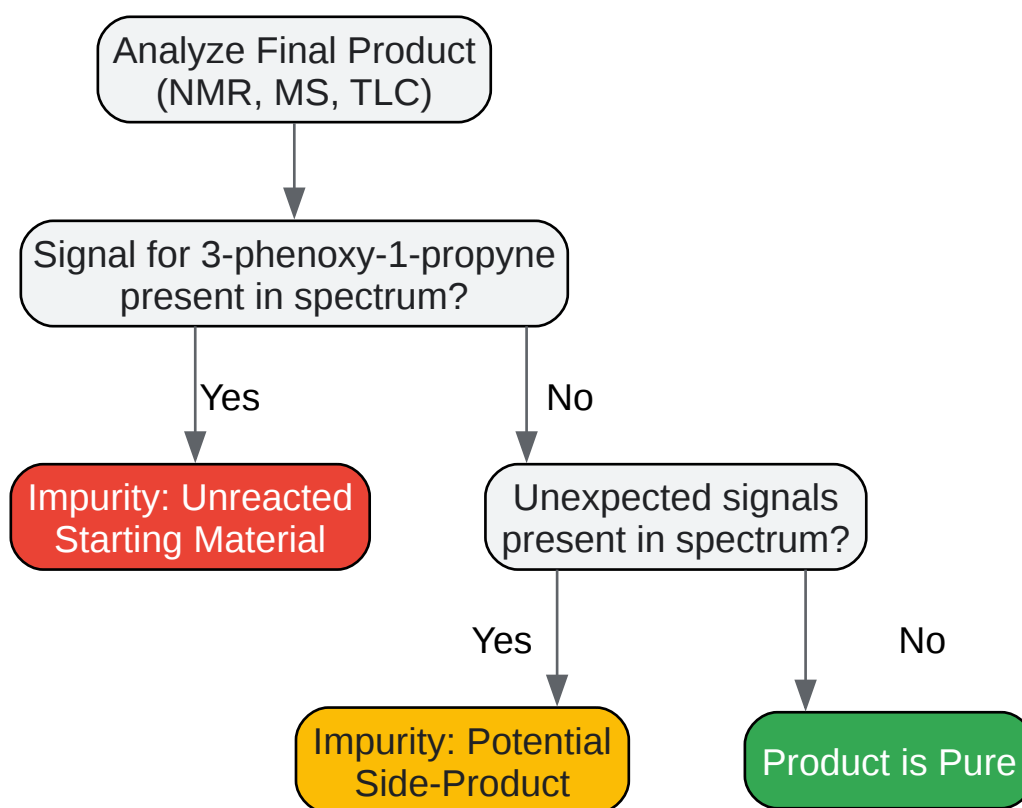 Analyze Final Product
(NMR, MS, TLC)
Signal for 3-phenoxy-1-propyne
present in spectrum?
Yes
No
Impurity: Unreacted
Starting Material
Unexpected signals
present in spectrum?
Yes
No
Impurity: Potential
Side-Product
Product is Pure